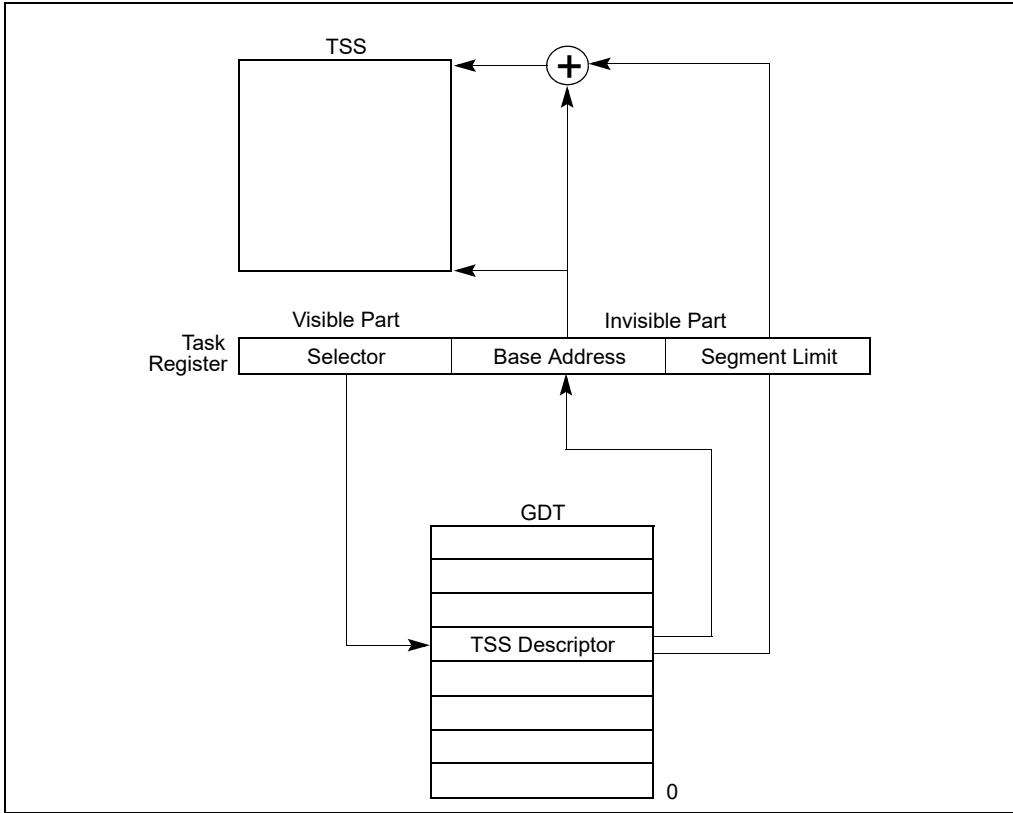 TSS
+
Visible Part
Invisible Part
Task
Register
Selector
Base Address
Segment Limit
GDT
TSS Descriptor
0